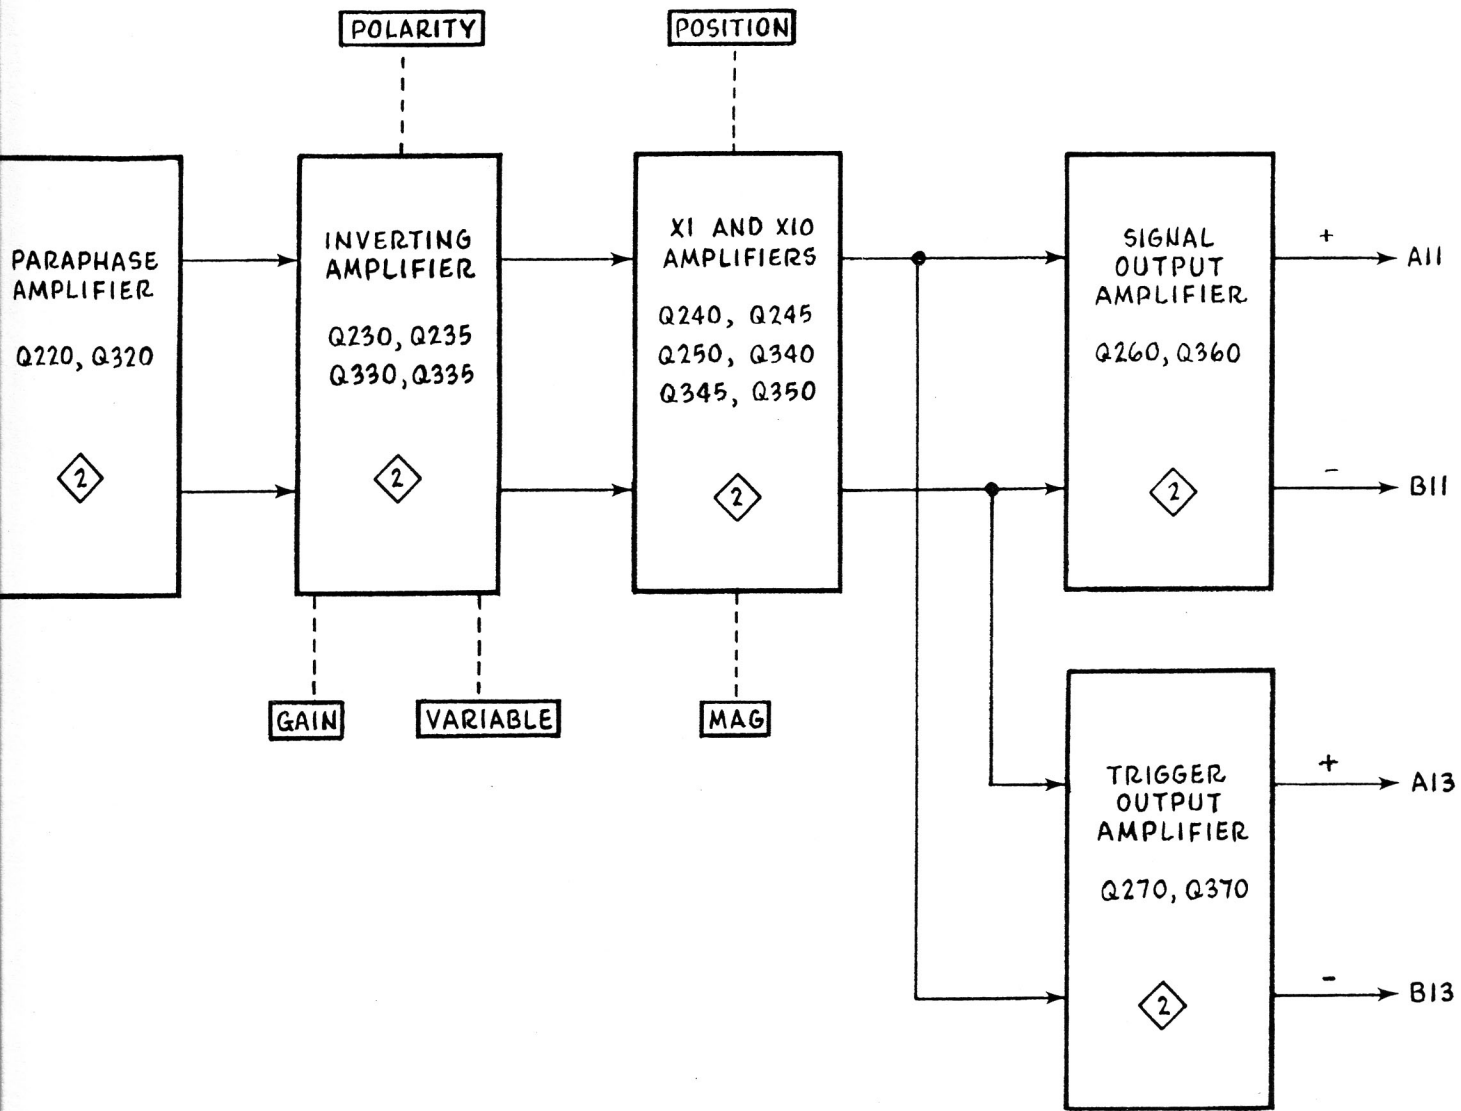 POLARITY
POSITION
PARAPHASE
AMPLIFIER
Q220, Q320
2
INVERTING
AMPLIFIER
Q230, Q235
Q330, Q335
2
X1 AND X10
AMPLIFIERS
Q240, Q245
Q250, Q340
Q345, Q350
2
SIGNAL
OUTPUT
AMPLIFIER
Q260, Q360
2
+
A11
-
B11
GAIN
VARIABLE
MAG
TRIGGER
OUTPUT
AMPLIFIER
Q270, Q370
2
+
A13
-
B13